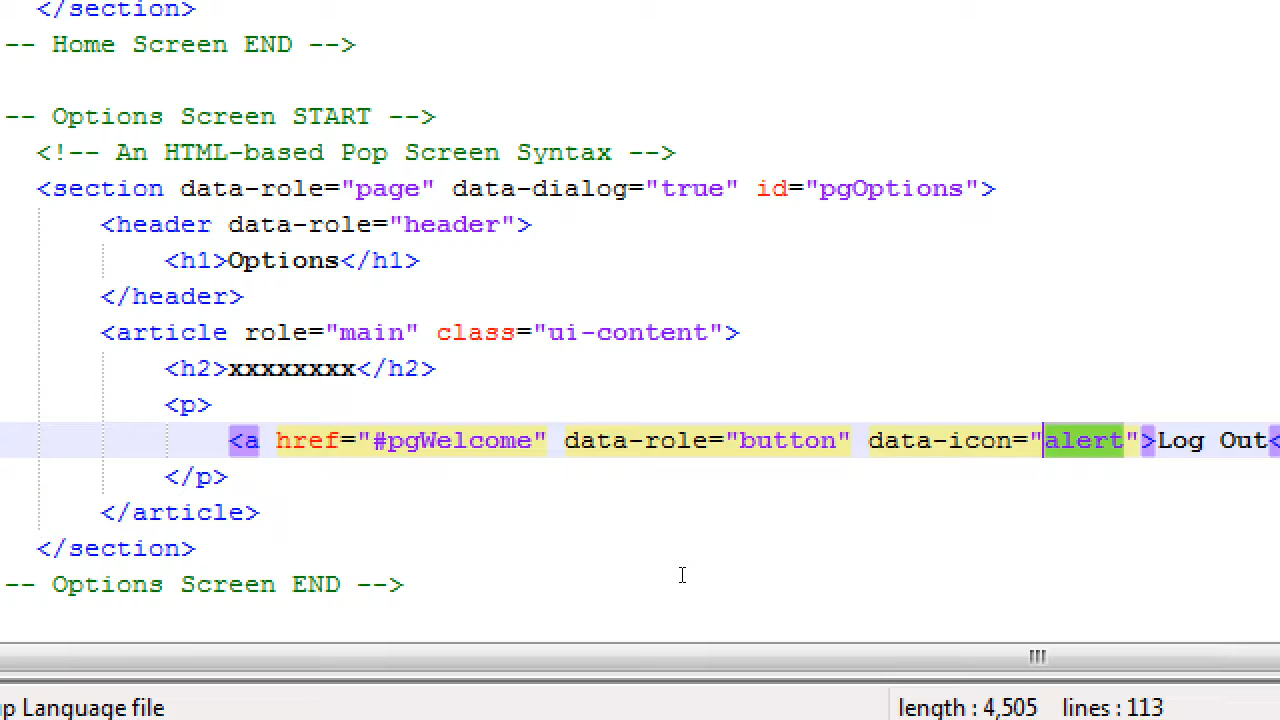 </section>
-- Home Screen END -->
-- Options Screen START -->
<!-- An HTML-based Pop Screen Syntax -->
<section data-role="page" data-dialog="true" id="pgOptions">
<header data-role="header">
<h1>Options</h1>
</header>
<article role="main" class="ui-content">
<h2>xxxxxxxx</h2>
<p>
<a href="#pgWelcome" data-role="button" data-icon="alert">Log Out<
</p>
</article>
</section>
-- Options Screen END -->
p Language file length : 4,505 lines : 113